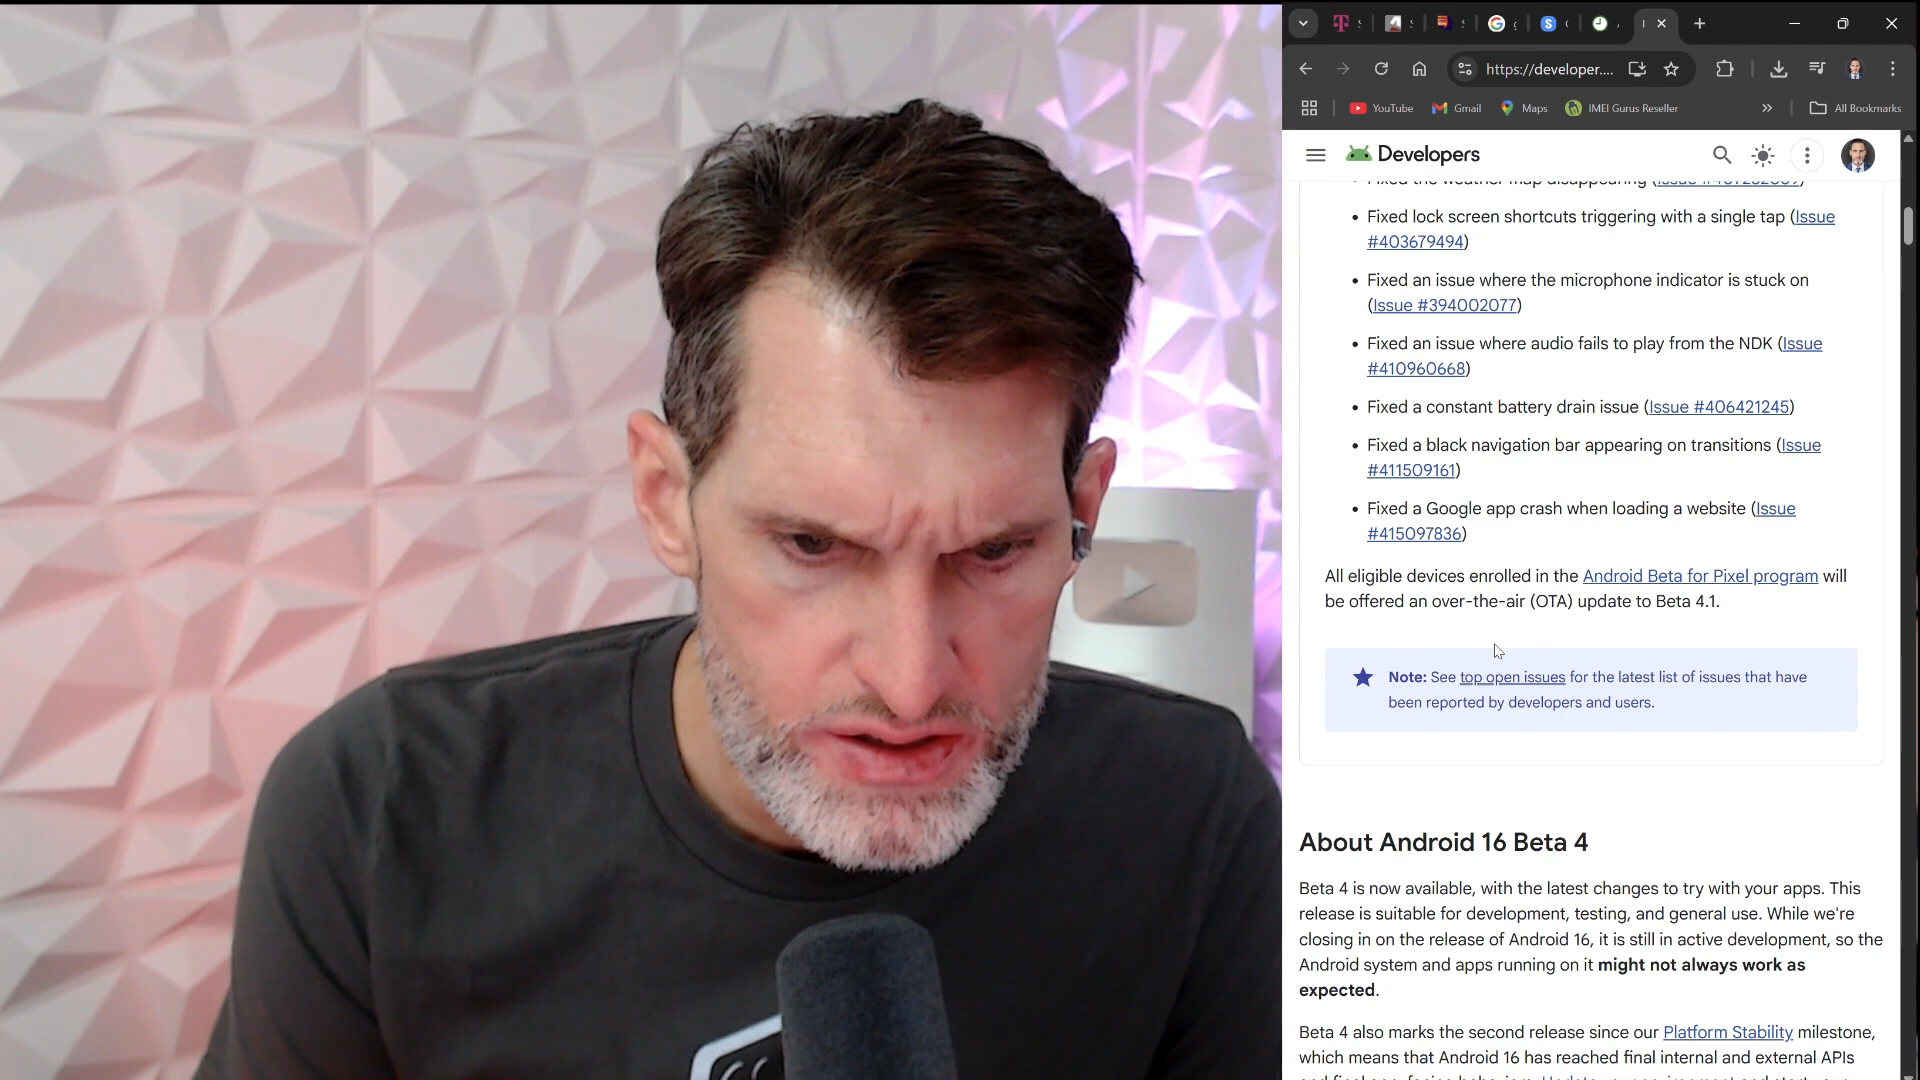 https://developer....
YouTube
Gmail
Maps
IMEI Gurus Reseller
All Bookmarks
Developers
Fixed the weather map disappearing
• Fixed lock screen shortcuts triggering with a single tap (Issue
#403679494)
• Fixed an issue where the microphone indicator is stuck on
(Issue #394002077)
• Fixed an issue where audio fails to play from the NDK (Issue
#410960668)
• Fixed a constant battery drain issue (Issue #406421245)
• Fixed a black navigation bar appearing on transitions (Issue
#411509161)
• Fixed a Google app crash when loading a website (Issue
#415097836)
All eligible devices enrolled in the Android Beta for Pixel program will
be offered an over-the-air (OTA) update to Beta 4.1.
Note: See top open issues for the latest list of issues that have
been reported by developers and users.
About Android 16 Beta 4
Beta 4 is now available, with the latest changes to try with your apps. This
release is suitable for development, testing, and general use. While we're
closing in on the release of Android 16, it is still in active development, so the
Android system and apps running on it might not always work as
expected.
Beta 4 also marks the second release since our Platform Stability milestone,
which means that Android 16 has reached final internal and external APIs